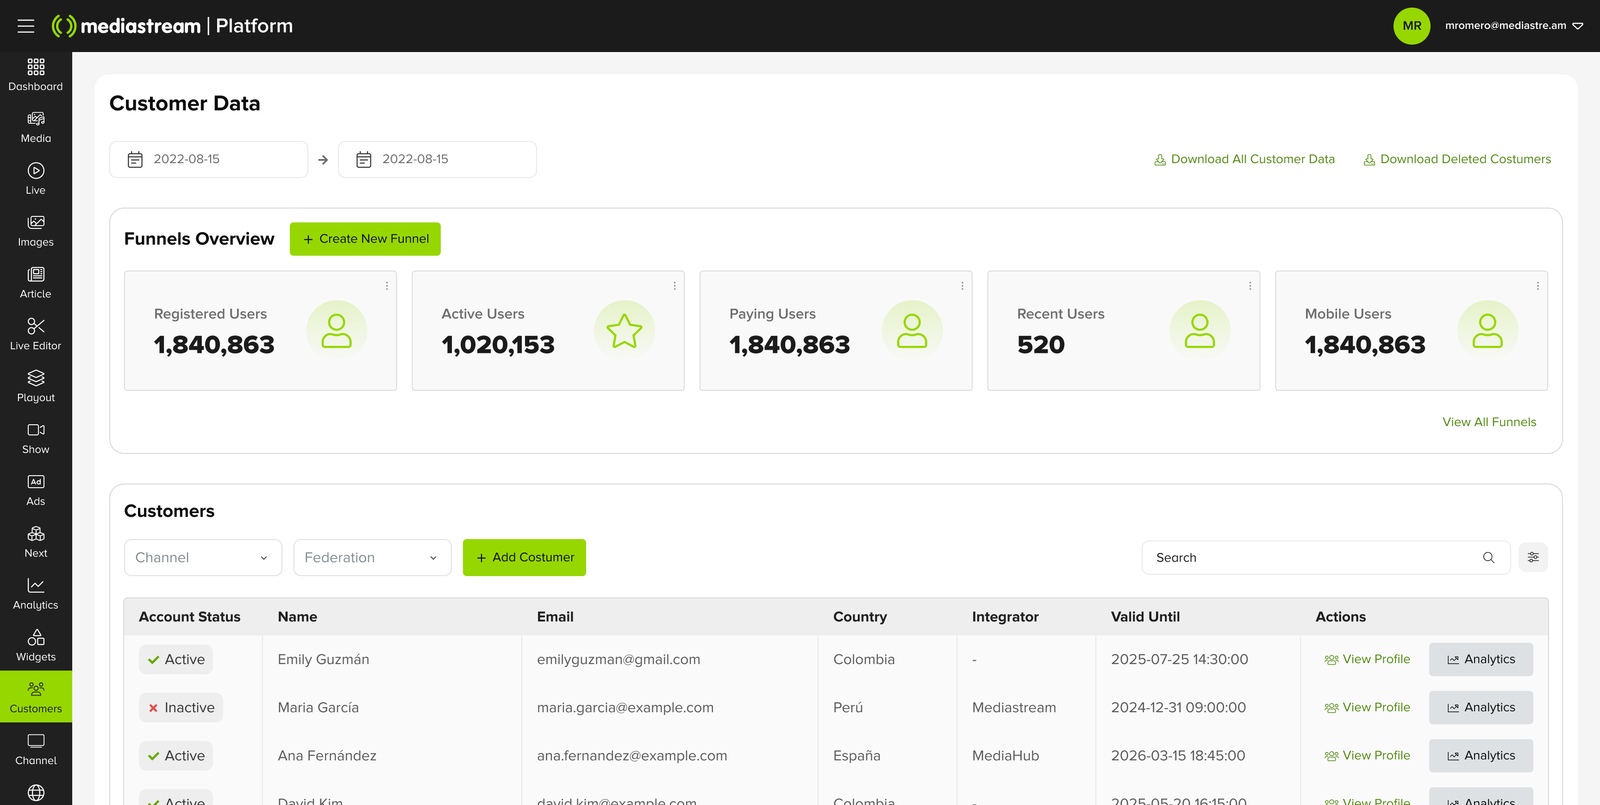 mediastream | Platform
MR
mromero@mediastre.am
Dashboard
Media
Live
Images
Article
Live Editor
Playout
Show
Ad
Ads
Next
Analytics
Widgets
Customers
Channel
Customer Data
2022-08-15 → 2022-08-15
Download All Customer Data
Download Deleted Costumers
Funnels Overview
+ Create New Funnel
Registered Users
1,840,863
Active Users
1,020,153
Paying Users
1,840,863
Recent Users
520
Mobile Users
1,840,863
View All Funnels
Customers
Channel
Federation
+ Add Costumer
Search
Account Status Name Email Country Integrator Valid Until Actions
Active Emily Guzmán emilyguzman@gmail.com Colombia - 2025-07-25 14:30:00 View Profile Analytics
Inactive Maria García maria.garcia@example.com Perú Mediastream 2024-12-31 09:00:00 View Profile Analytics
Active Ana Fernández ana.fernandez@example.com España MediaHub 2026-03-15 18:45:00 View Profile Analytics
Active David Kim david.kim@example.com Colombia - 2025-05-20 16:15:00 View Profile Analytics